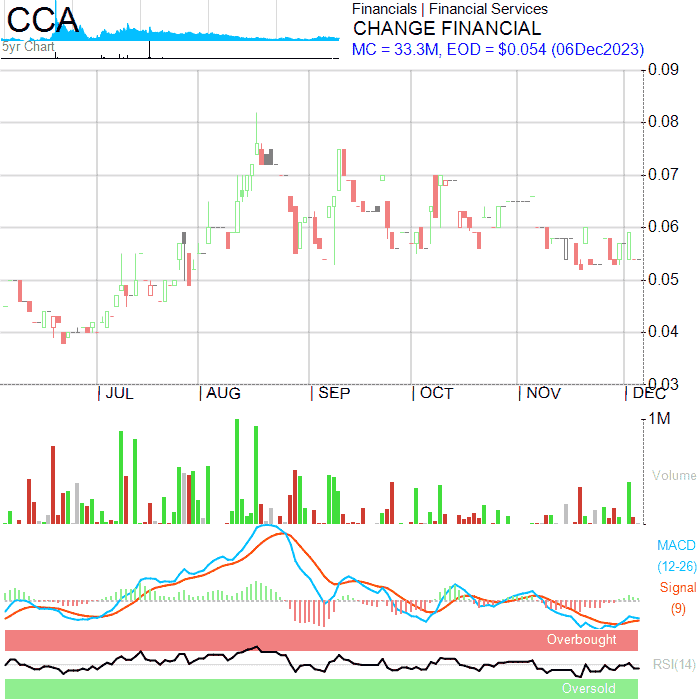 CCA
5yr Chart
Financials | Financial Services
CHANGE FINANCIAL
MC = 33.3M, EOD = $0.054 (06Dec2023)
0.09
0.08
0.07
0.06
0.05
0.04
0.03
JUL
AUG
SEP
OCT
NOV
DEC
1M
Volume
MACD
(12-26)
Signal
(9)
Overbought
RSI(14)
Oversold